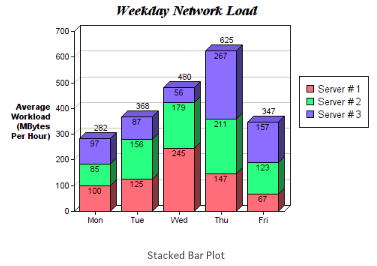 Weekday Network Load
Average
Workload
(MBytes
Per Hour)
700
600
500
400
300
200
100
0
282
97
85
100
368
87
156
125
480
56
179
245
625
267
211
147
347
157
123
67
Mon Tue Wed Thu Fri
Server # 1
Server # 2
Server # 3
Stacked Bar Plot